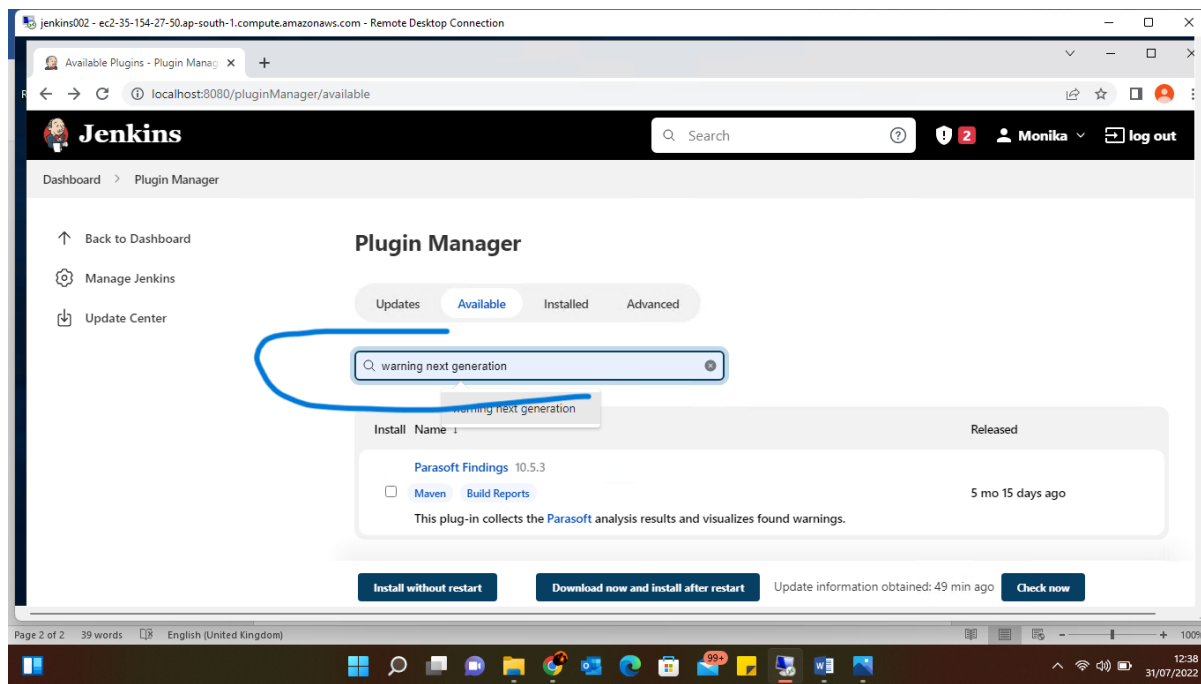 jenkins002 - ec2-35-154-27-50.ap-south-1.compute.amazonaws.com - Remote Desktop Connection
Available Plugins - Plugin Manag
localhost:8080/pluginManager/available
Jenkins
Search
2
Monika
log out
Dashboard > Plugin Manager
Back to Dashboard
Manage Jenkins
Update Center
Plugin Manager
Updates Available Installed Advanced
warning next generation
warning next generation
Install Name ↓ Released
Parasoft Findings 10.5.3
Maven Build Reports 5 mo 15 days ago
This plug-in collects the Parasoft analysis results and visualizes found warnings.
Install without restart Download now and install after restart Update information obtained: 49 min ago Check now
Page 2 of 2 39 words English (United Kingdom) 100%
99+
12:38
31/07/2022